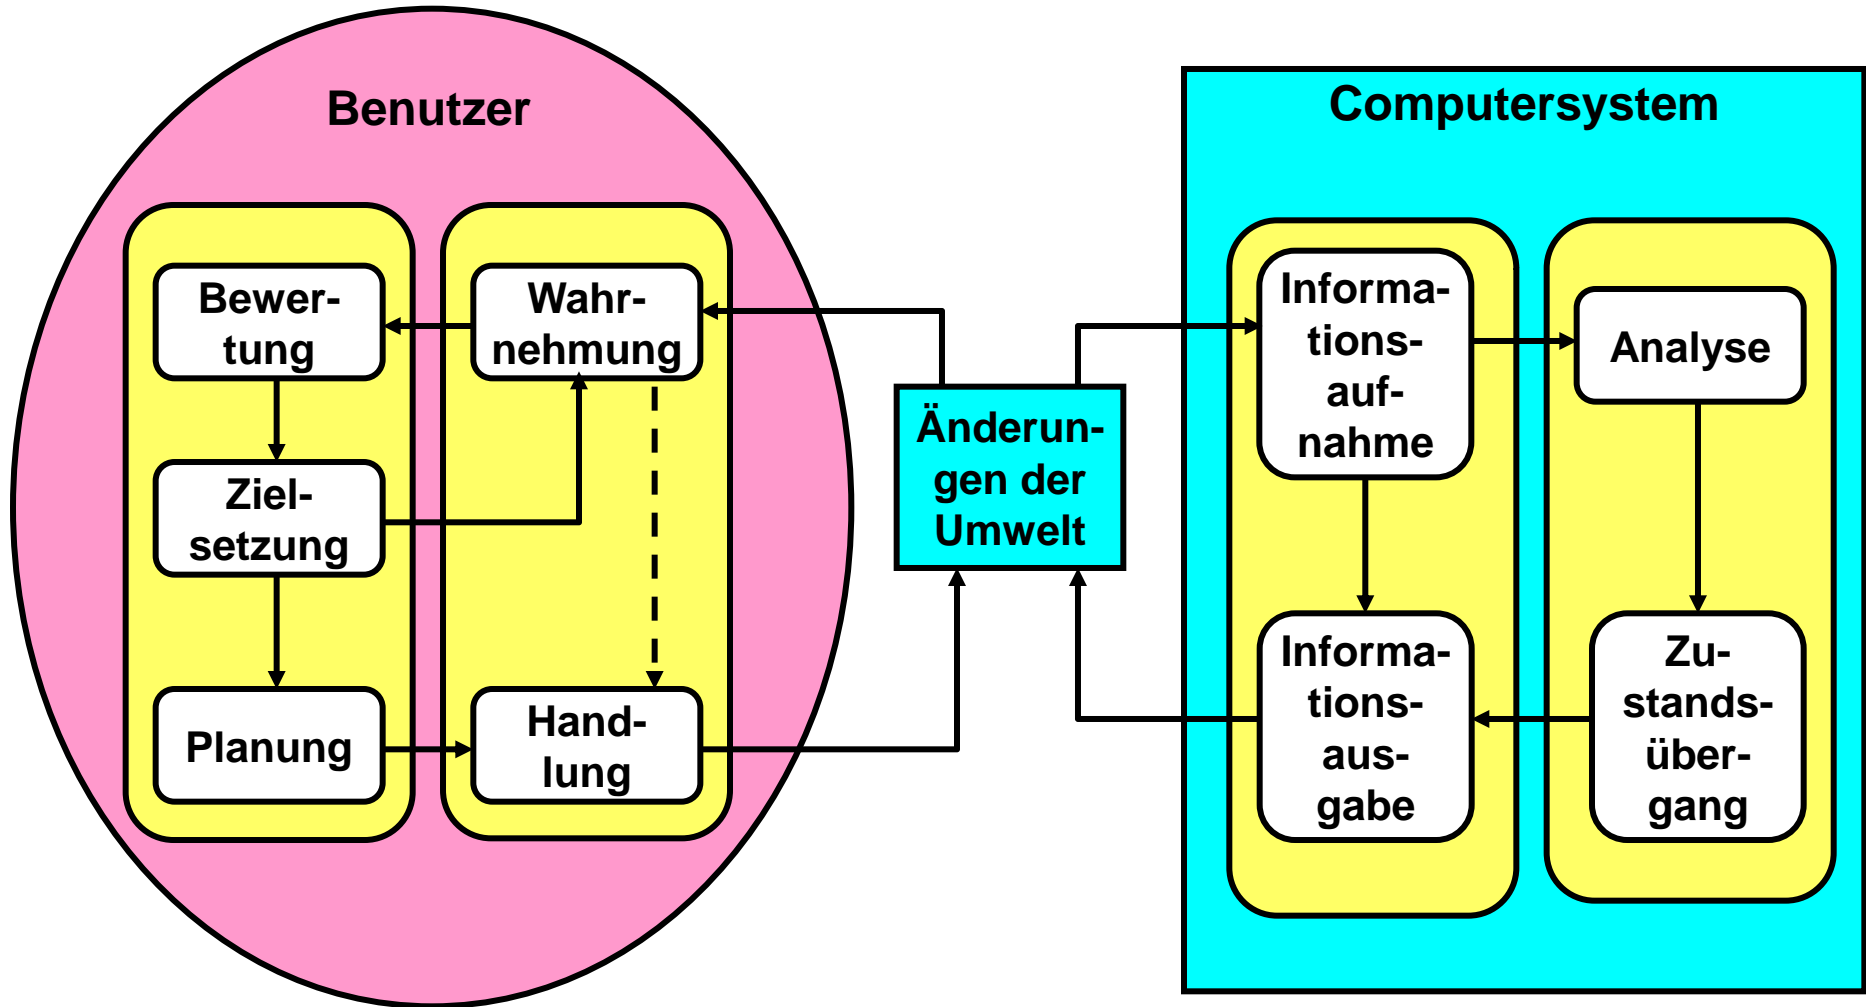 Benutzer
Bewer-
tung
Wahr-
nehmung
Ziel-
setzung
Planung
Hand-
lung
Änderun-
gen der
Umwelt
Computersystem
Informa-
tions-
auf-
nahme
Analyse
Informa-
tions-
aus-
gabe
Zu-
stands-
über-
gang